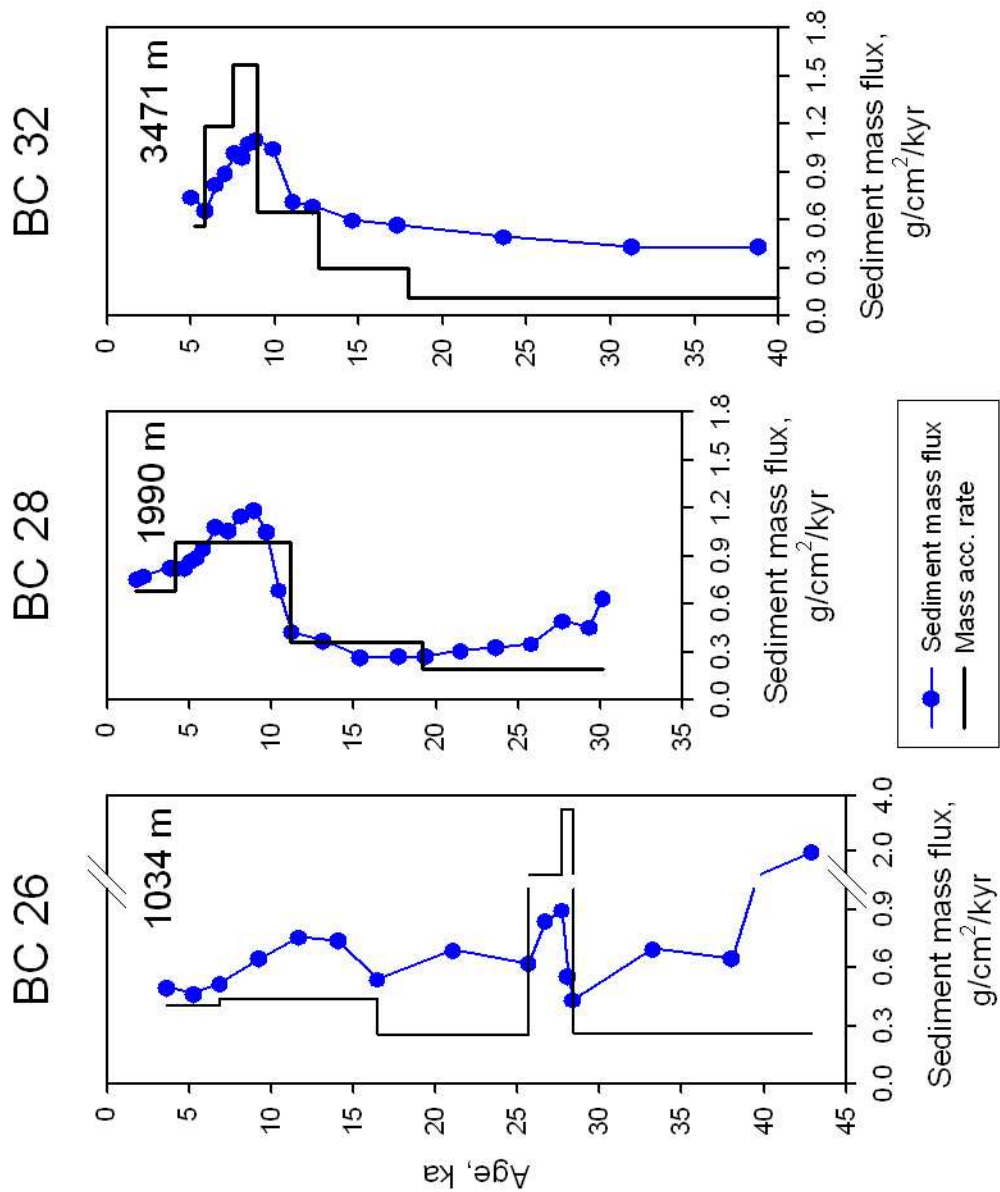 BC 26
1034 m
0
5
10
15
20
25
30
35
40
45
Age, ka
0.0 0.3 0.6 0.9 2.0 4.0
Sediment mass flux,
g/cm²/kyr
BC 28
1990 m
0
5
10
15
20
25
30
35
0.0 0.3 0.6 0.9 1.2 1.5 1.8
Sediment mass flux,
g/cm²/kyr
BC 32
3471 m
0
5
10
15
20
25
30
35
40
0.0 0.3 0.6 0.9 1.2 1.5 1.8
Sediment mass flux,
g/cm²/kyr
Sediment mass flux
Mass acc. rate